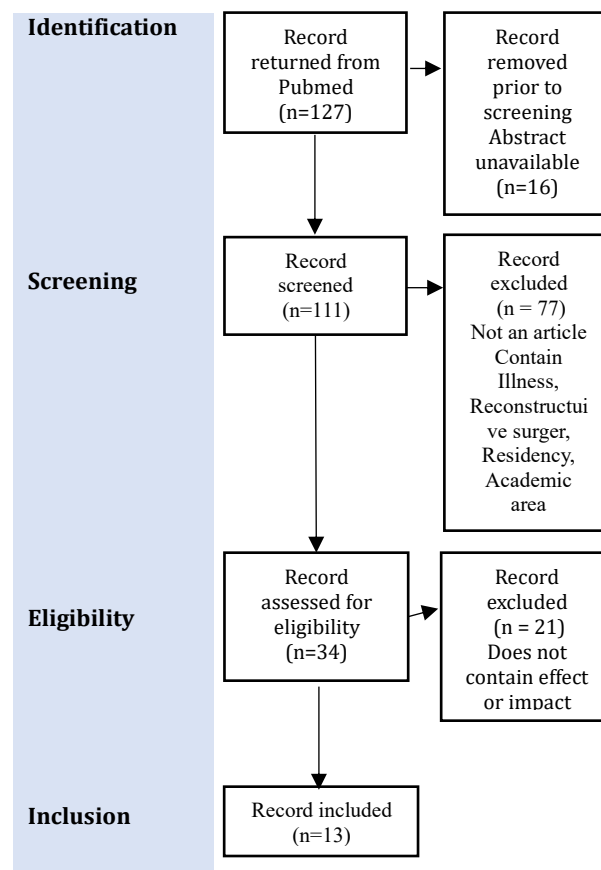 Identification
Record
returned from
Pubmed
(n=127)
Record
removed
prior to
screening
Abstract
unavailable
(n=16)
Screening
Record
screened
(n=111)
Record
excluded
(n = 77)
Not an article
Contain
Illness,
Reconstructui
ve surger,
Residency,
Academic
area
Eligibility
Record
assessed for
eligibility
(n=34)
Record
excluded
(n = 21)
Does not
contain effect
or impact
Inclusion
Record included
(n=13)